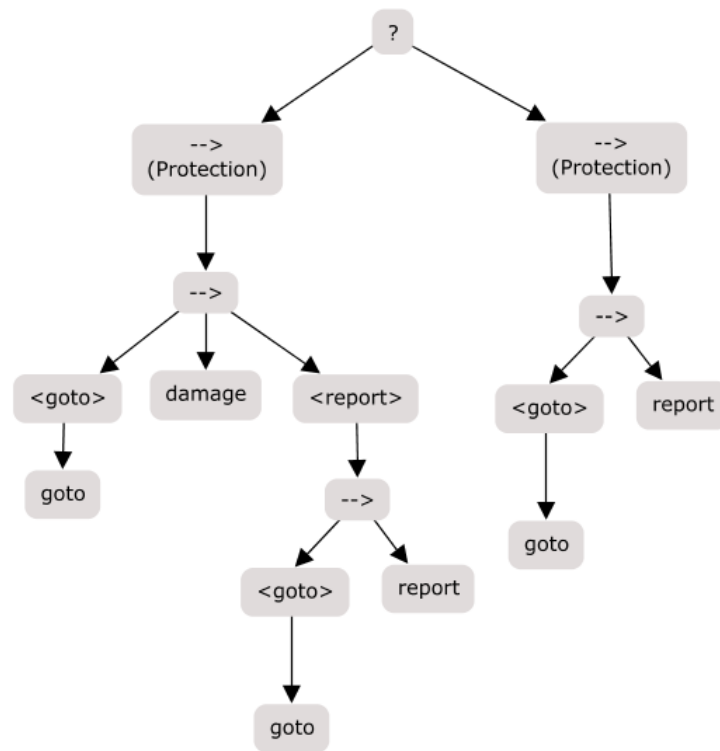 ?
-->
(Protection)
-->
(Protection)
-->
-->
<goto>
damage
<report>
<goto>
report
goto
-->
goto
<goto>
report
goto